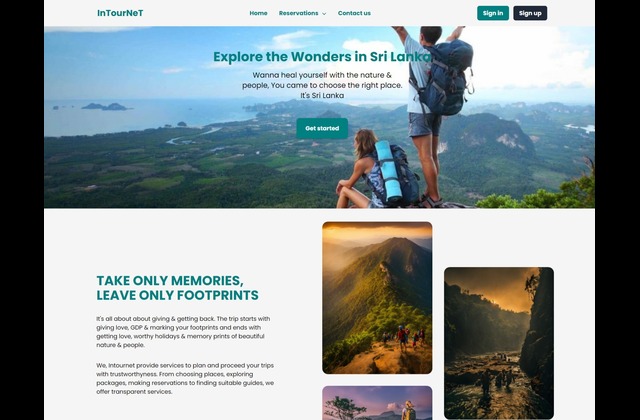 InTourNeT
Home
Reservations
Contact us
Sign in
Sign up
Explore the Wonders in Sri Lanka.
Wanna heal yourself with the nature &
people, You came to choose the right place.
It's Sri Lanka
Get started
TAKE ONLY MEMORIES,
LEAVE ONLY FOOTPRINTS
It's all about about giving & getting back. The trip starts with
giving love, GDP & marking your footprints and ends with
getting love, worthy holidays & memory prints of beautiful
nature & people.
We, Intournet provide services to plan and proceed your trips
with trustworthyness. From choosing places, exploring
packages, making reservations to finding suitable guides, we
offer transparent services.